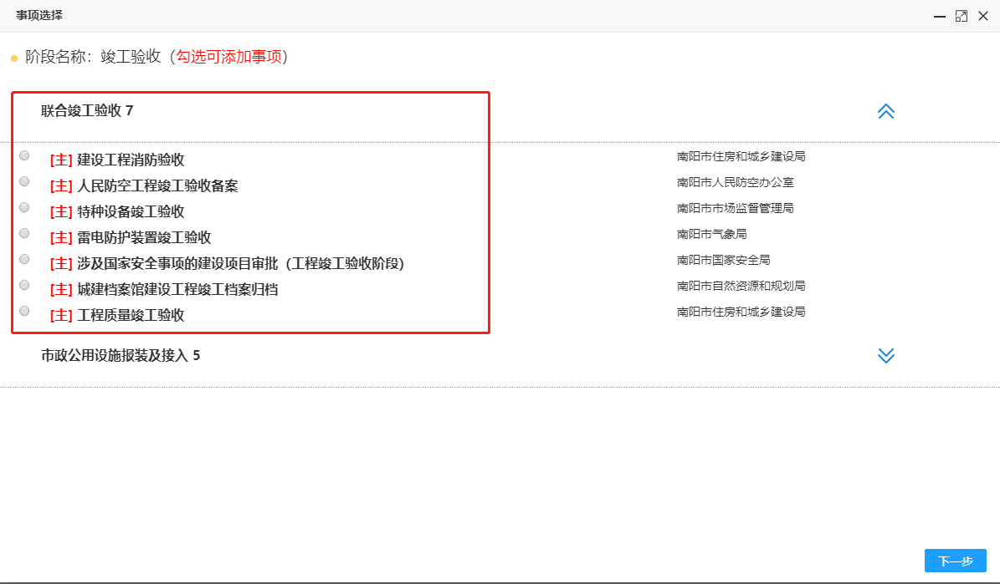 事项选择
阶段名称：竣工验收（勾选可添加事项）
联合竣工验收 7
[主] 建设工程消防验收 南阳市住房和城乡建设局
[主] 人民防空工程竣工验收备案 南阳市人民防空办公室
[主] 特种设备竣工验收 南阳市市场监督管理局
[主] 雷电防护装置竣工验收 南阳市气象局
[主] 涉及国家安全事项的建设项目审批（工程竣工验收阶段） 南阳市国家安全局
[主] 城建档案馆建设工程竣工档案归档 南阳市自然资源和规划局
[主] 工程质量竣工验收 南阳市住房和城乡建设局
市政公用设施报装及接入 5
下一步